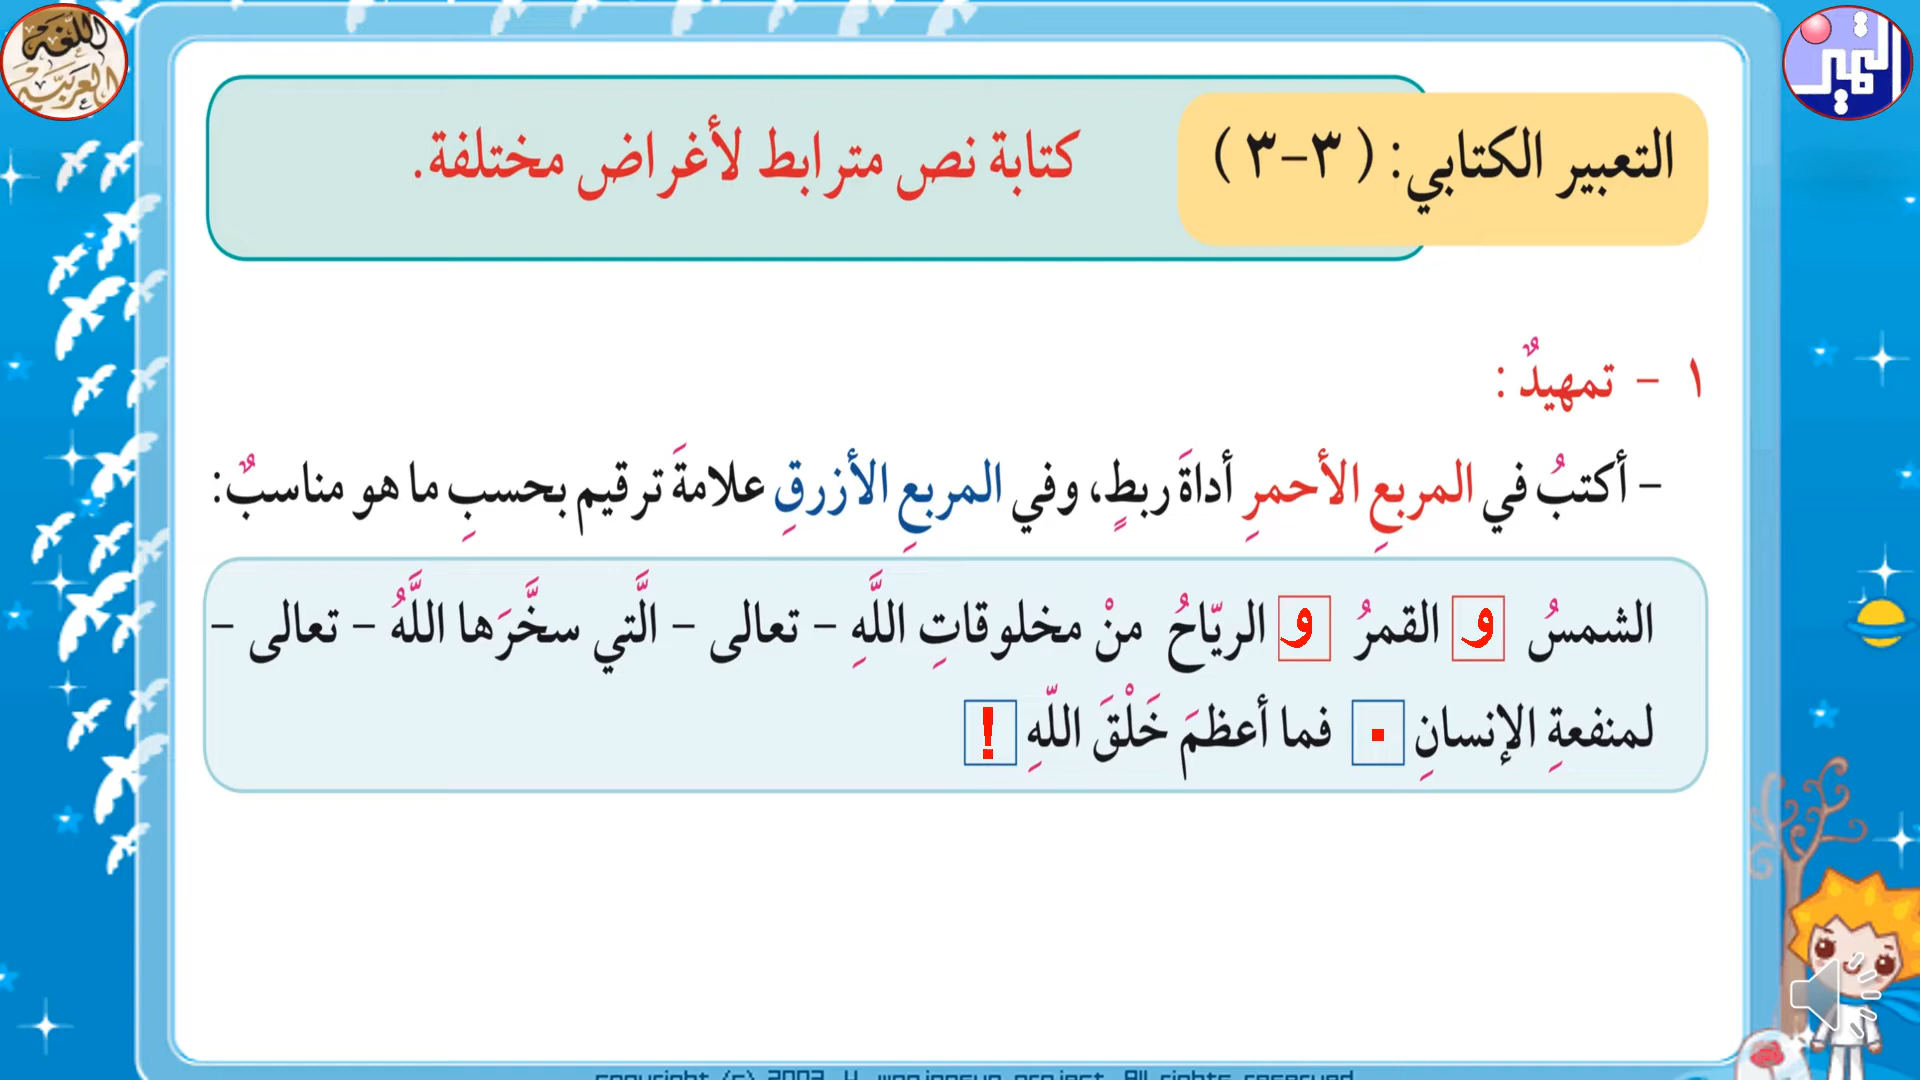 التعبير الكتابي: ( ٣-٣ ) كتابة نص مترابط لأغراض مختلفة.
١ - تمهيدٌ :
- أكتبُ في المربعِ الأحمرِ أداةَ ربطٍ، وفي المربعِ الأزرقِ علامةَ ترقيم بحسبِ ما هو مناسبٌ:
الشمسُ و القمرُ و الريّاحُ منْ مخلوقاتِ اللَّهِ - تعالى - الَّتي سخَّرَها اللَّهُ - تعالى -
لمنفعةِ الإنسانِ . فما أعظمَ خَلْقَ اللّهِ !
اللغة
العربية